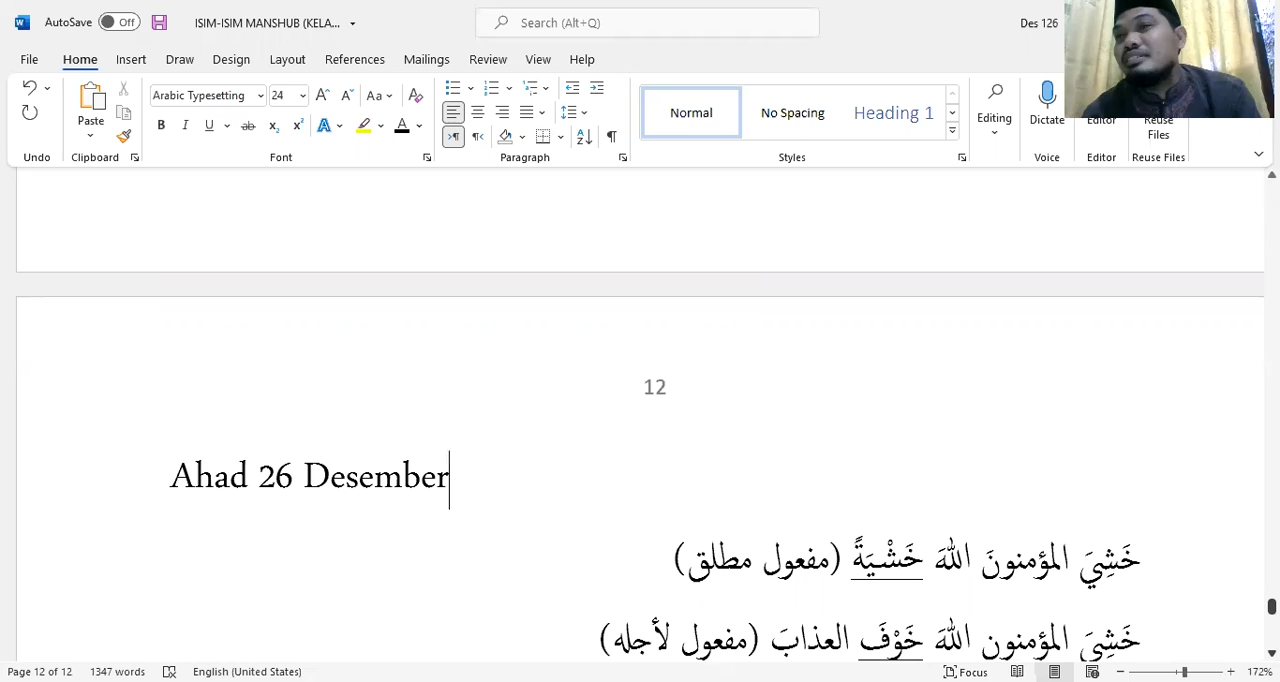 AutoSave Off ISIM-ISIM MANSHUB (KELA... Search (Alt+Q) Des 126
File Home Insert Draw Design Layout References Mailings Review View Help
Arabic Typesetting 24 Aa Normal No Spacing Heading 1
Paste Editing Dictate Editor Reuse Files
Undo Clipboard Font Paragraph Styles Voice Editor Reuse Files
12
Ahad 26 Desember
خَشِيَ المؤمنونَ اللهَ خَشْيَةً (مفعول مطلق)
خَشِيَ المؤمنون اللهَ خَوْفَ العذابَ (مفعول لأجله)
Page 12 of 12 1347 words English (United States) Focus 172%